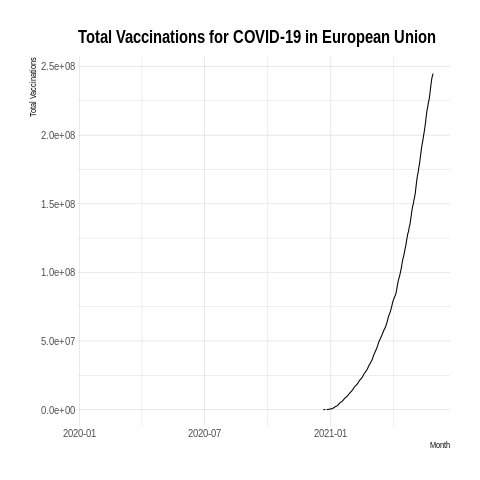 Total Vaccinations for COVID-19 in European Union
Total Vaccinations
2.5e+08
2.0e+08
1.5e+08
1.0e+08
5.0e+07
0.0e+00
2020-01 2020-07 2021-01
Month